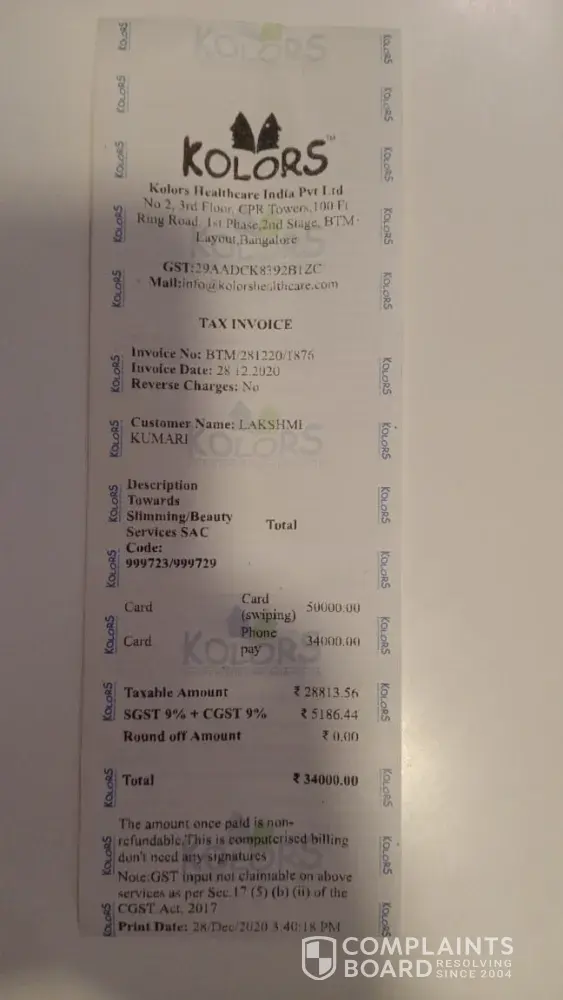 KOLORS™
Kolors Healthcare India Pvt Ltd
No 2, 3rd Floor, CPR Towers,100 Ft
Ring Road, 1st Phase,2nd Stage, BTM
Layout,Bangalore
GST:29AADCK8392B1ZC
Mail:info@kolorshealthcare.com
TAX INVOICE
Invoice No: BTM/281220/1876
Invoice Date: 28 12.2020
Reverse Charges: No
Customer Name: LAKSHMI
KUMARI
Description
Towards
Slimming/Beauty
Services SAC
Code:
999723/999729
Total
Card Card (swiping) 50000.00
Card Phone pay 34000.00
Taxable Amount ₹ 28813.56
SGST 9% + CGST 9% ₹ 5186.44
Round off Amount ₹ 0.00
Total ₹ 34000.00
The amount once paid is non-
refundable.This is computerised billing
don't need any signatures
Note:GST input not claimable on above
services as per Sec.17 (5) (b) (ii) of the
CGST Act, 2017
Print Date: 28/Dec/2020 3:40:18 PM
COMPLAINTS
BOARD RESOLVING
SINCE 2004